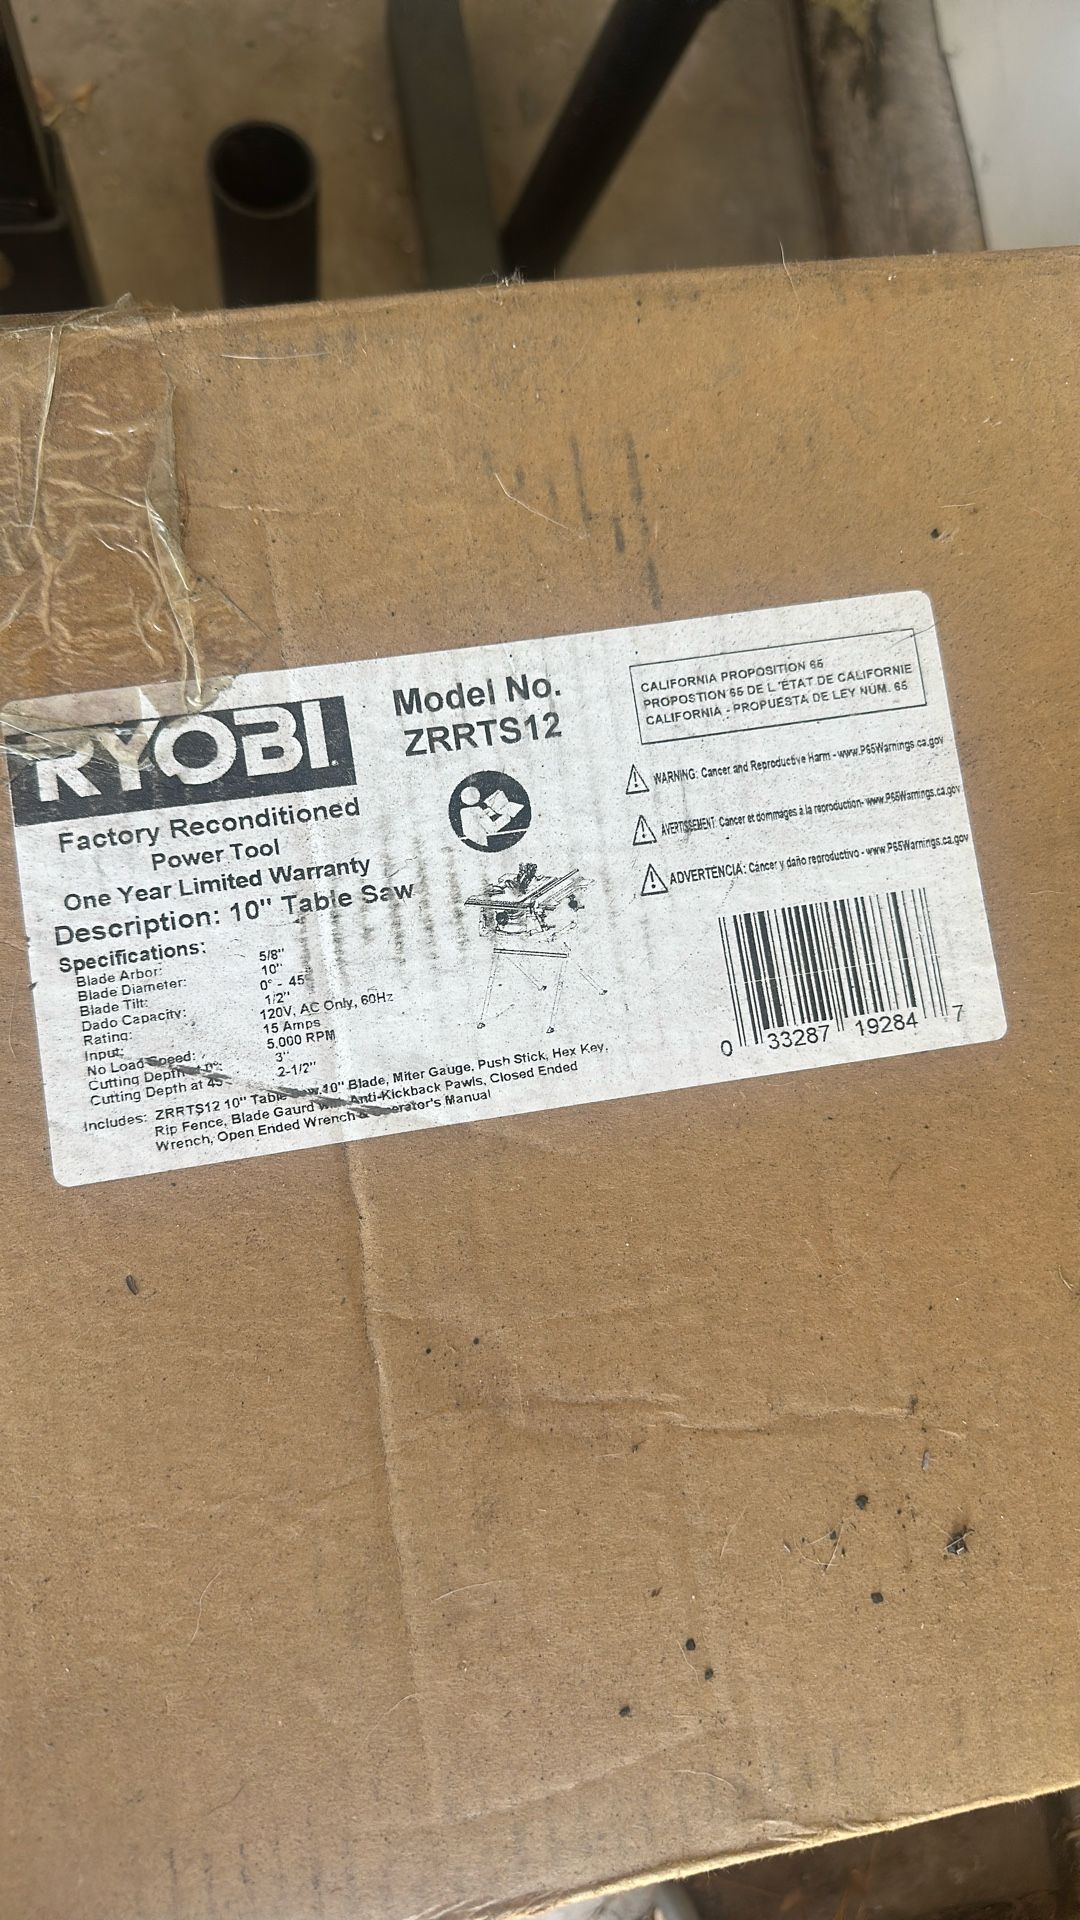 RYOBI
Factory Reconditioned
Power Tool
One Year Limited Warranty
Description: 10" Table Saw
Specifications:
Blade Arbor: 5/8"
Blade Diameter: 10"
Blade Tilt: 0° - 45°
Dado Capacity: 1/2"
Rating: 120V, AC Only, 60Hz
Input: 15 Amps
No Load Speed: 5,000 RPM
Cutting Depth at 0°: 3"
Cutting Depth at 45° 2-1/2"
Includes: ZRRTS12 10" Table Saw, 10" Blade, Miter Gauge, Push Stick, Hex Key,
Rip Fence, Blade Gaurd with Anti-Kickback Pawls, Closed Ended
Wrench, Open Ended Wrench & Operator's Manual
Model No.
ZRRTS12
CALIFORNIA PROPOSITION 65
PROPOSTION 65 DE L 'ÉTAT DE CALIFORNIE
CALIFORNIA - PROPUESTA DE LEY NÚM. 65
WARNING: Cancer and Reproductive Harm - www.P65Warnings.ca.gov
AVERTISSEMENT: Cancer et dommages à la reproduction- www.P65Warnings.ca.gov
ADVERTENCIA: Cáncer y daño reproductivo - www P65Warnings.ca.gov
0 33287 19284 7